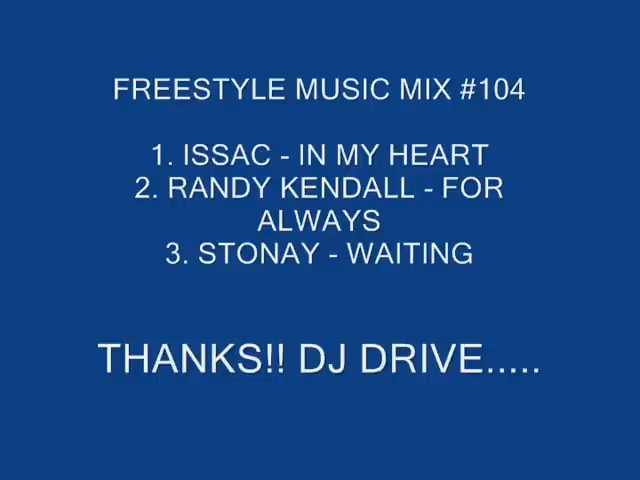 FREESTYLE MUSIC MIX #104
1. ISSAC - IN MY HEART
2. RANDY KENDALL - FOR
ALWAYS
3. STONAY - WAITING
THANKS!! DJ DRIVE.....